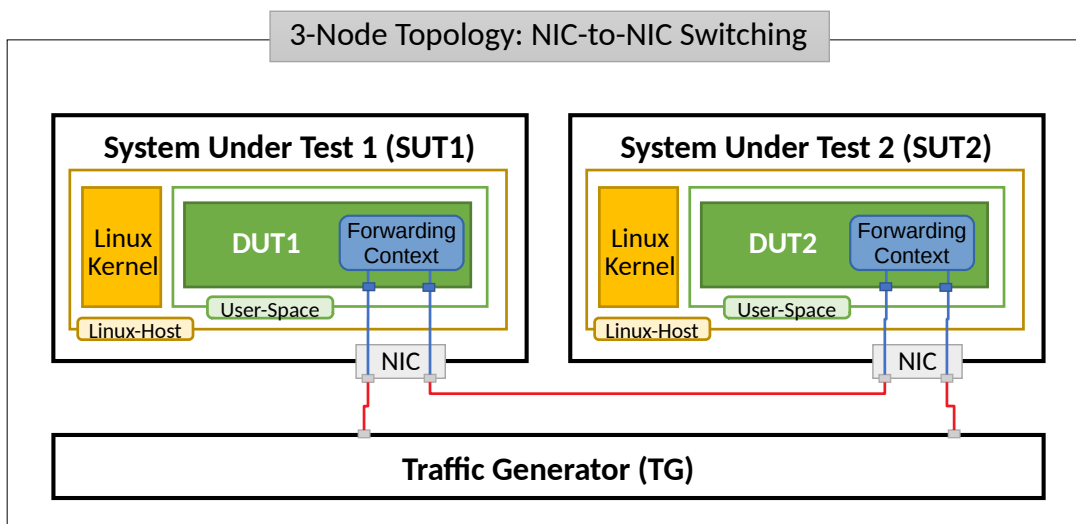 3-Node Topology: NIC-to-NIC Switching
System Under Test 1 (SUT1)
Linux
Kernel
DUT1
Forwarding
Context
User-Space
Linux-Host
NIC
System Under Test 2 (SUT2)
Linux
Kernel
DUT2
Forwarding
Context
User-Space
Linux-Host
NIC
Traffic Generator (TG)